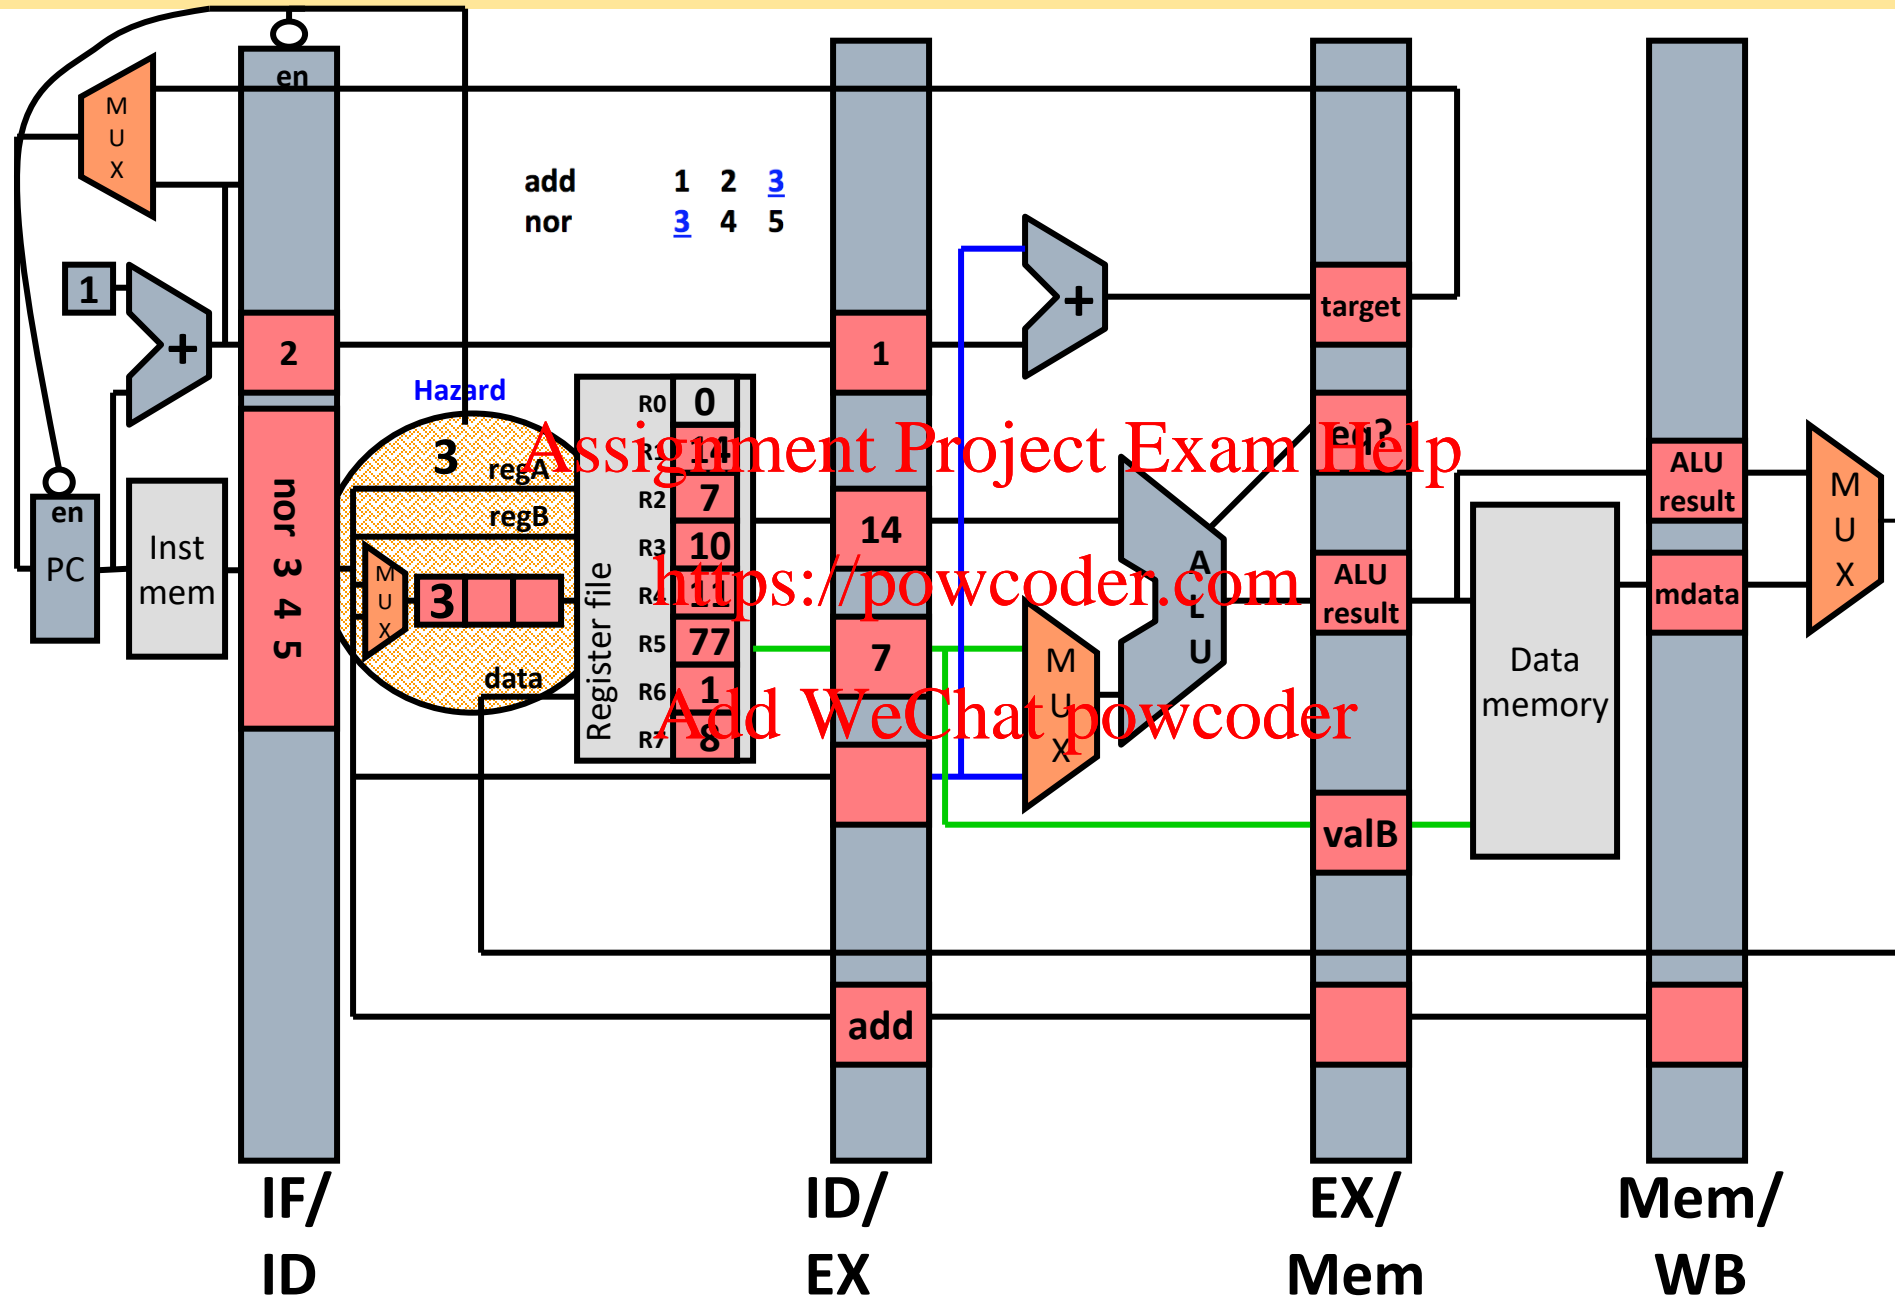 en
M
U
X
add 1 2 3
nor 3 4 5
1
+
2
1
+
target
Hazard
3
regA
regB
M
U
X
3
data
Register file
R0 0
R1 14
R2 7
R3 10
R4 11
R5 77
R6 1
R7 8
en
PC
Inst
mem
nor 3 4 5
14
7
add
M
U
X
A
L
U
eq?
ALU
result
valB
Data
memory
ALU
result
mdata
M
U
X
Assignment Project Exam Help
https://powcoder.com
Add WeChat powcoder
IF/
ID
ID/
EX
EX/
Mem
Mem/
WB